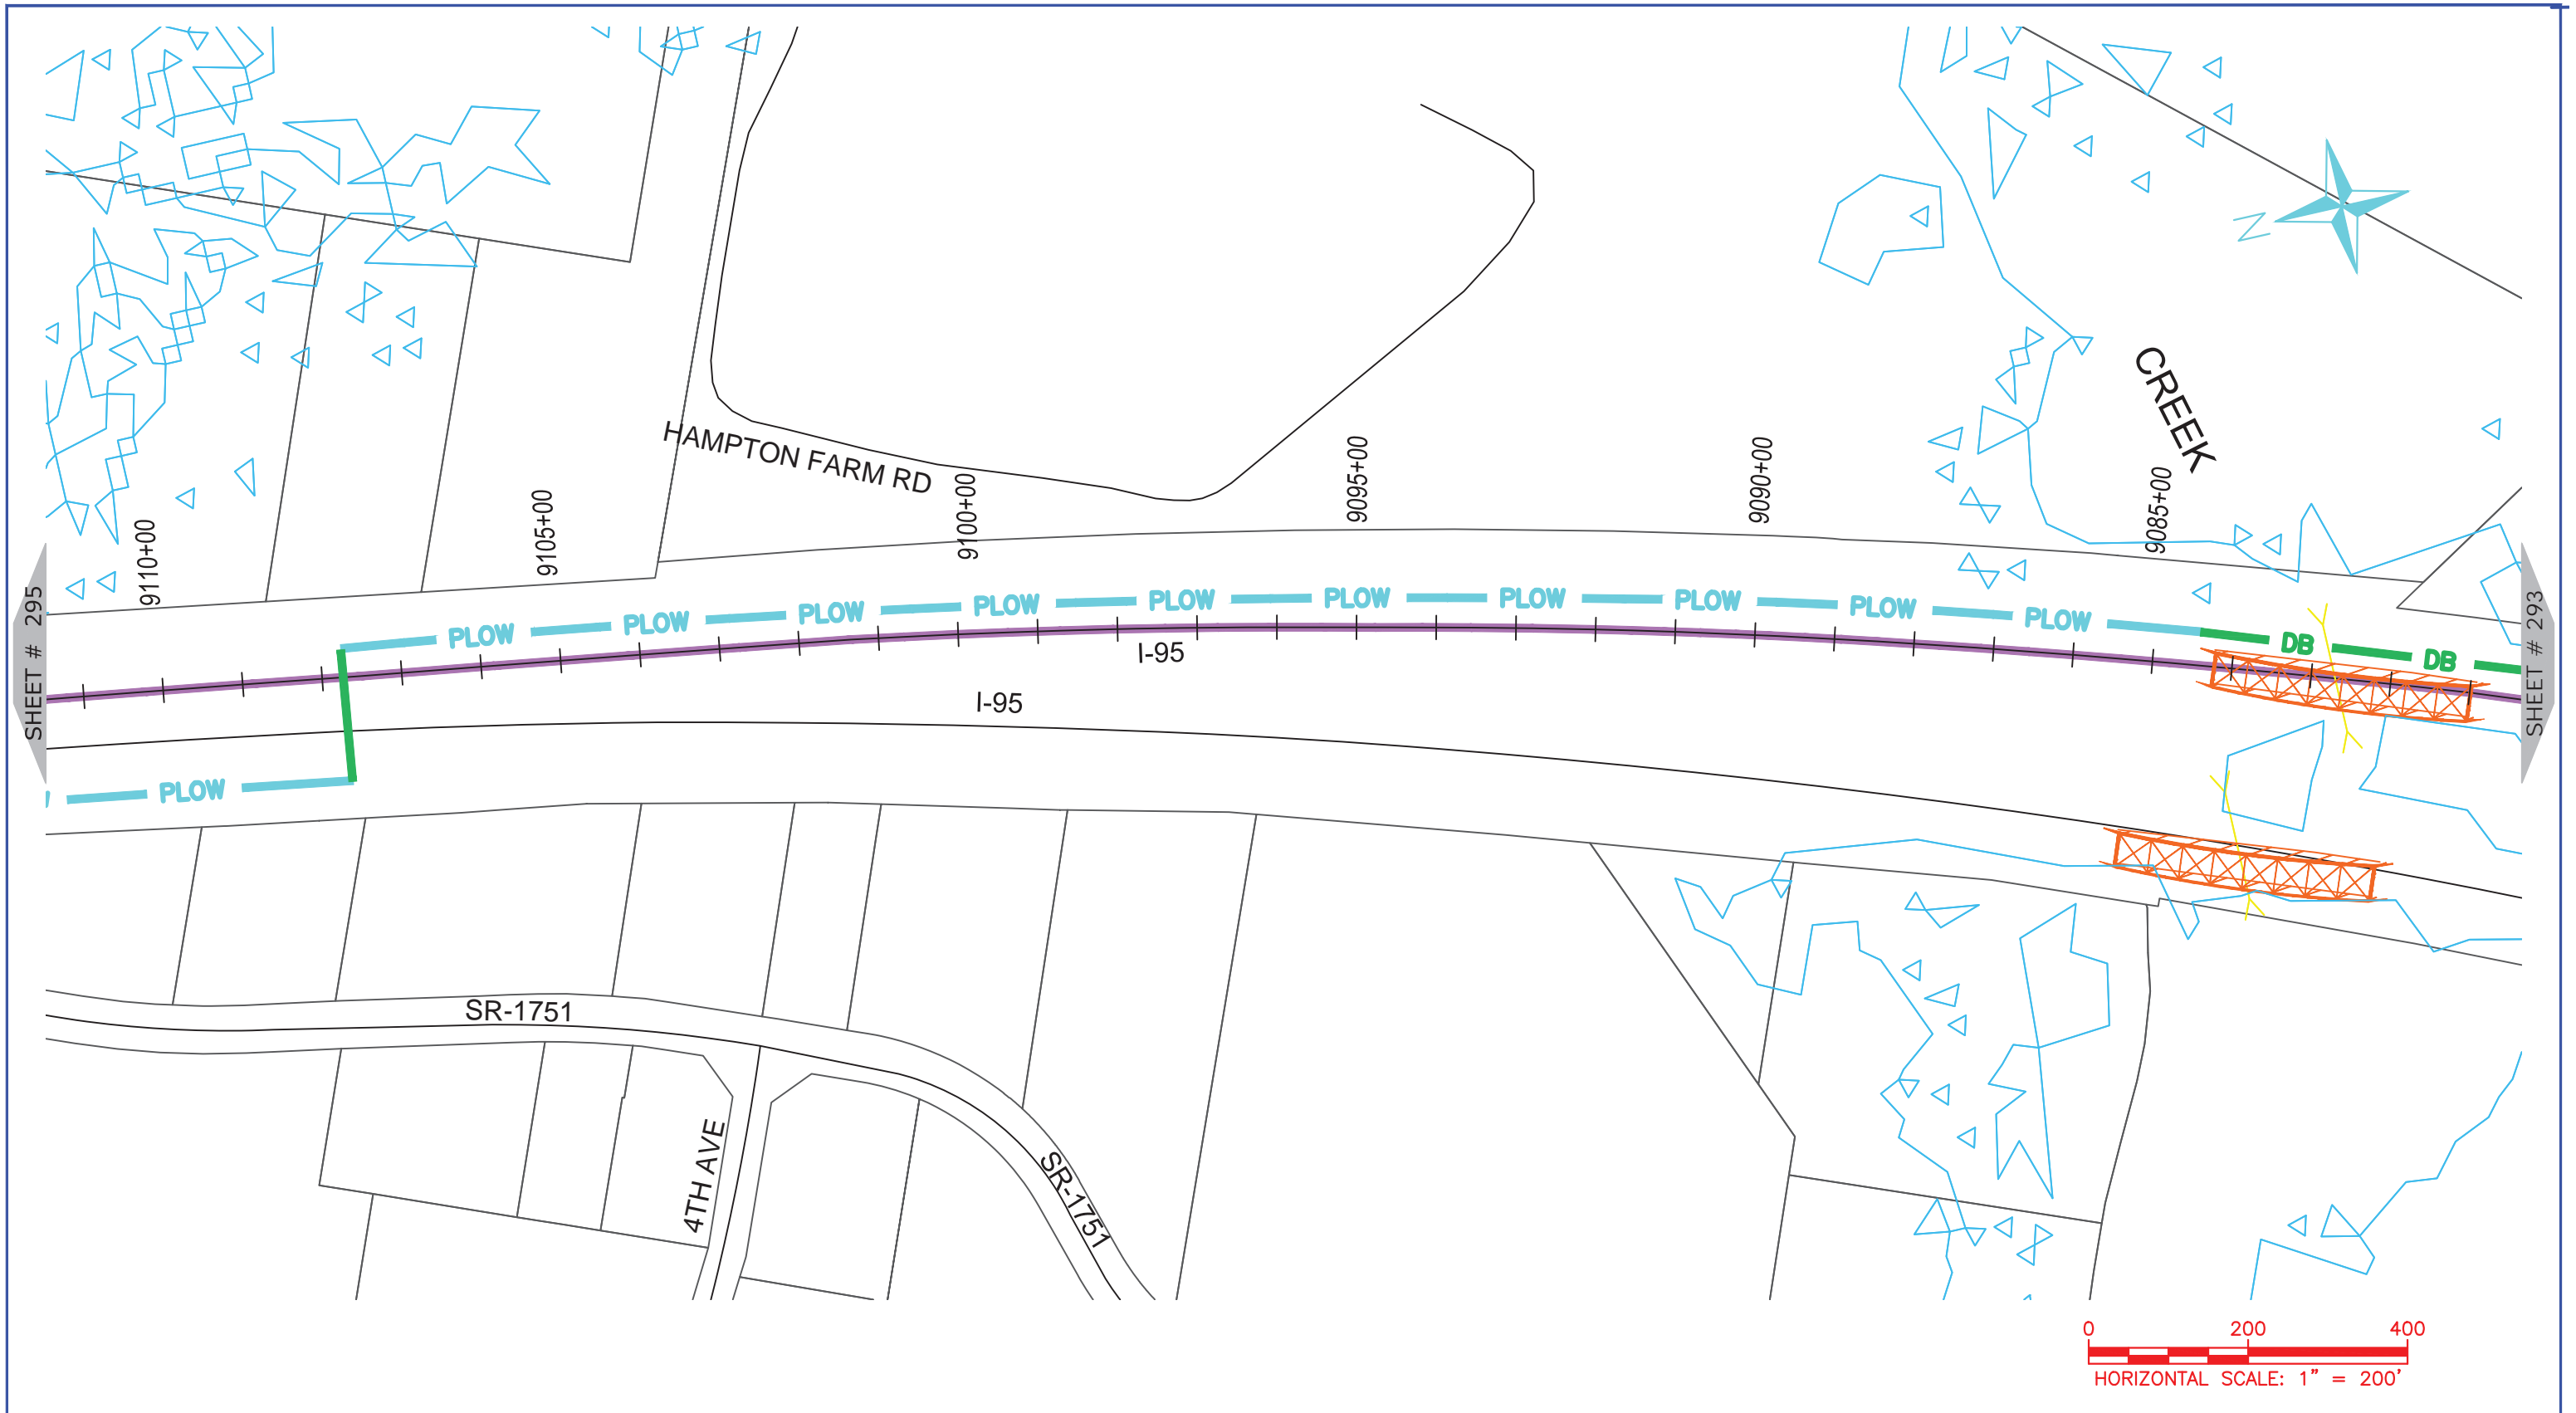 N
CREEK
HAMPTON FARM RD
9110+00
9105+00
9100+00
9095+00
9090+00
9085+00
SHEET # 295
SHEET # 293
PLOW
PLOW
PLOW
PLOW
PLOW
PLOW
PLOW
PLOW
PLOW
PLOW
DB
DB
I-95
I-95
PLOW
SR-1751
4TH AVE
SR-1751
0 200 400
HORIZONTAL SCALE: 1" = 200'